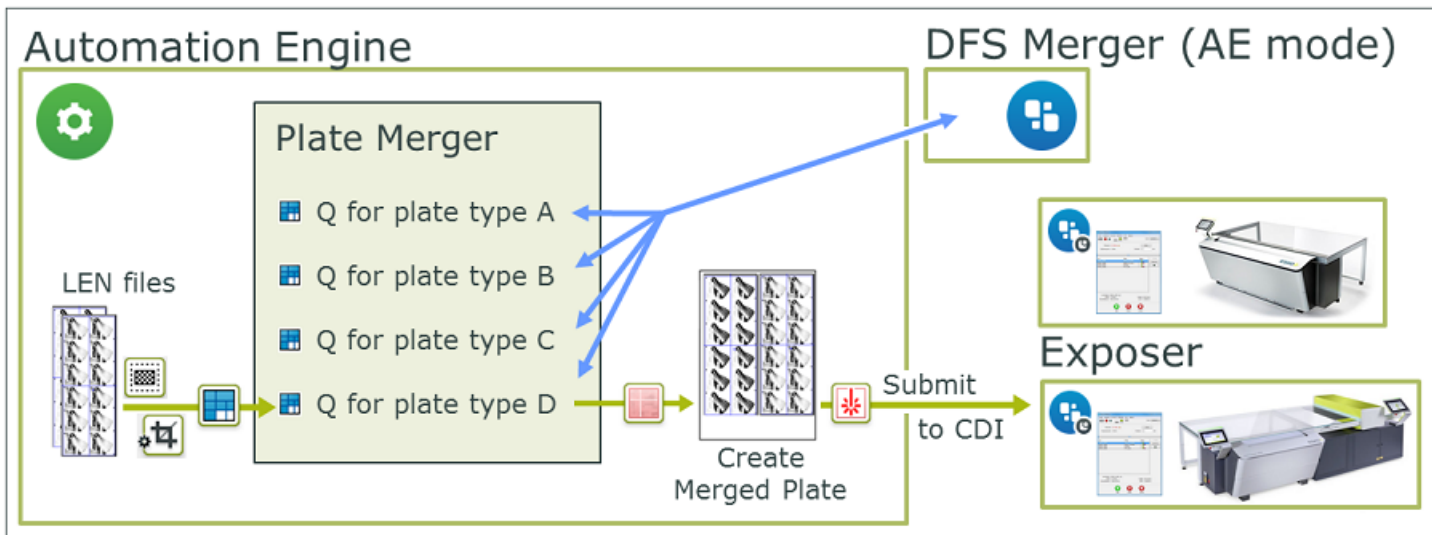 Automation Engine
DFS Merger (AE mode)
Plate Merger
Q for plate type A
Q for plate type B
Q for plate type C
Q for plate type D
LEN files
Create
Merged Plate
Submit
to CDI
Exposer